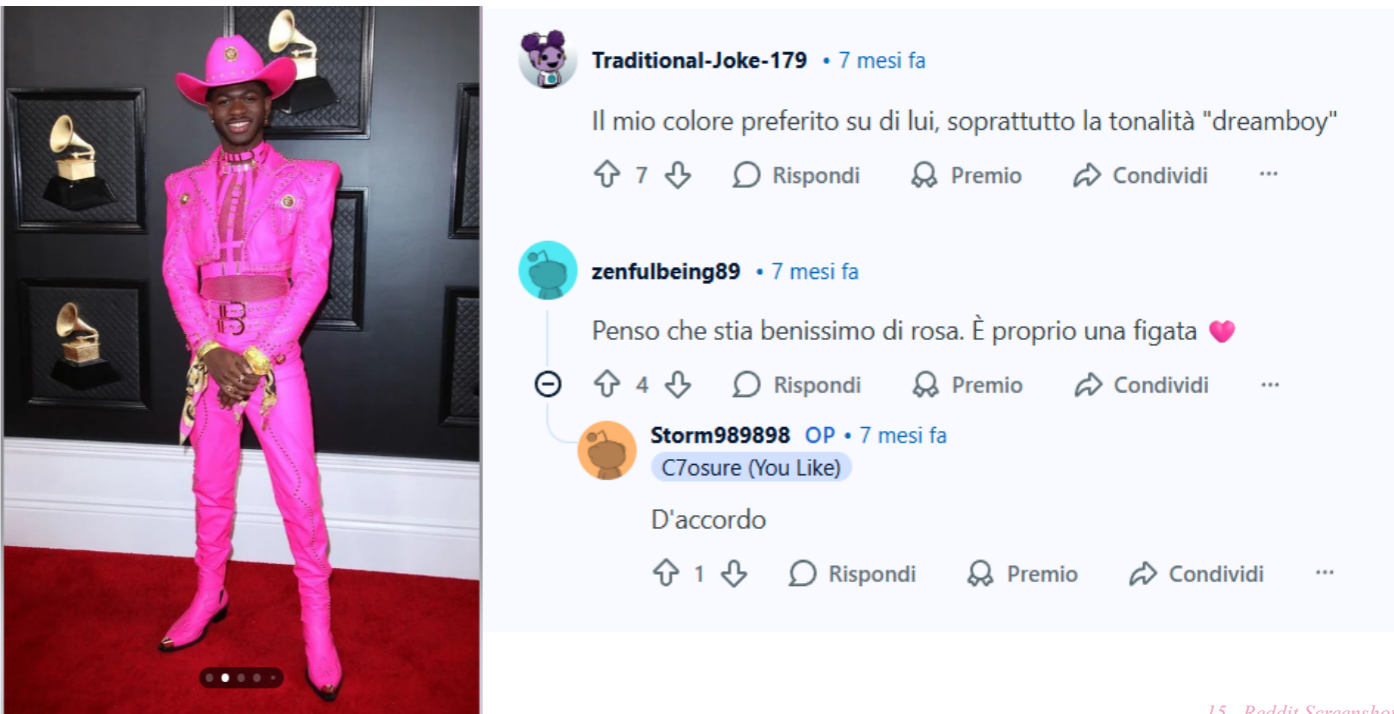 Traditional-Joke-179 • 7 mesi fa
Il mio colore preferito su di lui, soprattutto la tonalità "dreamboy"
7 Rispondi Premio Condividi ...
zenfulbeing89 • 7 mesi fa
Penso che stia benissimo di rosa. È proprio una figata 🩷
4 Rispondi Premio Condividi ...
Storm989898 OP • 7 mesi fa
C7osure (You Like)
D'accordo
1 Rispondi Premio Condividi ...
15 - Reddit